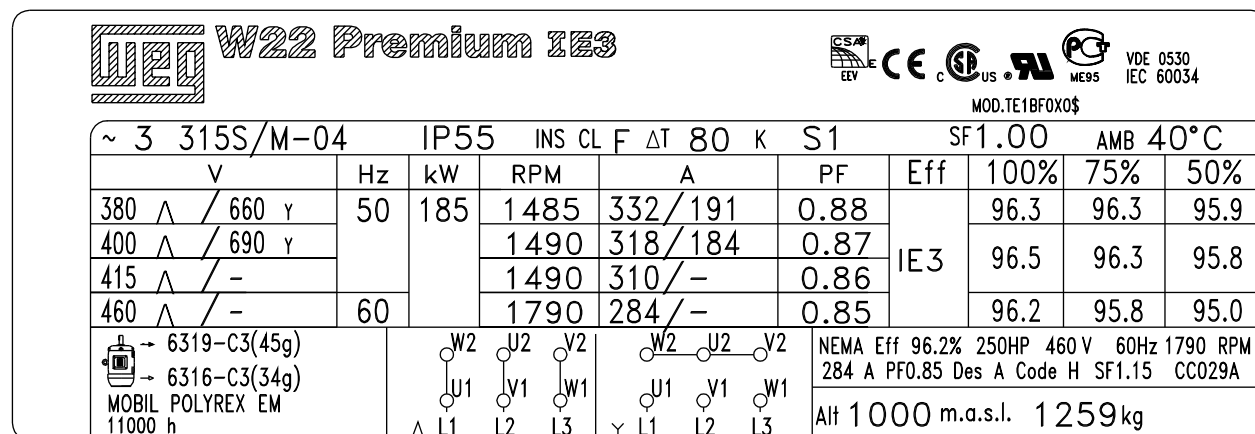 WEG W22 Premium IE3
CSA EEV CE C SA US RU PCT ME95 VDE 0530
IEC 60034
MOD.TE1BF0X0$
~ 3 315S/M-04 IP55 INS CL F ΔT 80 K S1 SF1.00 AMB 40°C
V Hz kW RPM A PF Eff 100% 75% 50%
380 Λ / 660 Y 50 185 1485 332/191 0.88 96.3 96.3 95.9
400 Λ / 690 Y 1490 318/184 0.87 IE3 96.5 96.3 95.8
415 Λ / - 1490 310/- 0.86
460 Λ / - 60 1790 284/- 0.85 96.2 95.8 95.0
→ 6319-C3(45g)
→ 6316-C3(34g)
MOBIL POLYREX EM
11000 h
W2 U2 V2
U1 V1 W1
Λ L1 L2 L3
W2 U2 V2
U1 V1 W1
Y L1 L2 L3
NEMA Eff 96.2% 250HP 460 V 60Hz 1790 RPM
284 A PF0.85 Des A Code H SF1.15 CC029A
Alt 1000 m.a.s.l. 1259kg